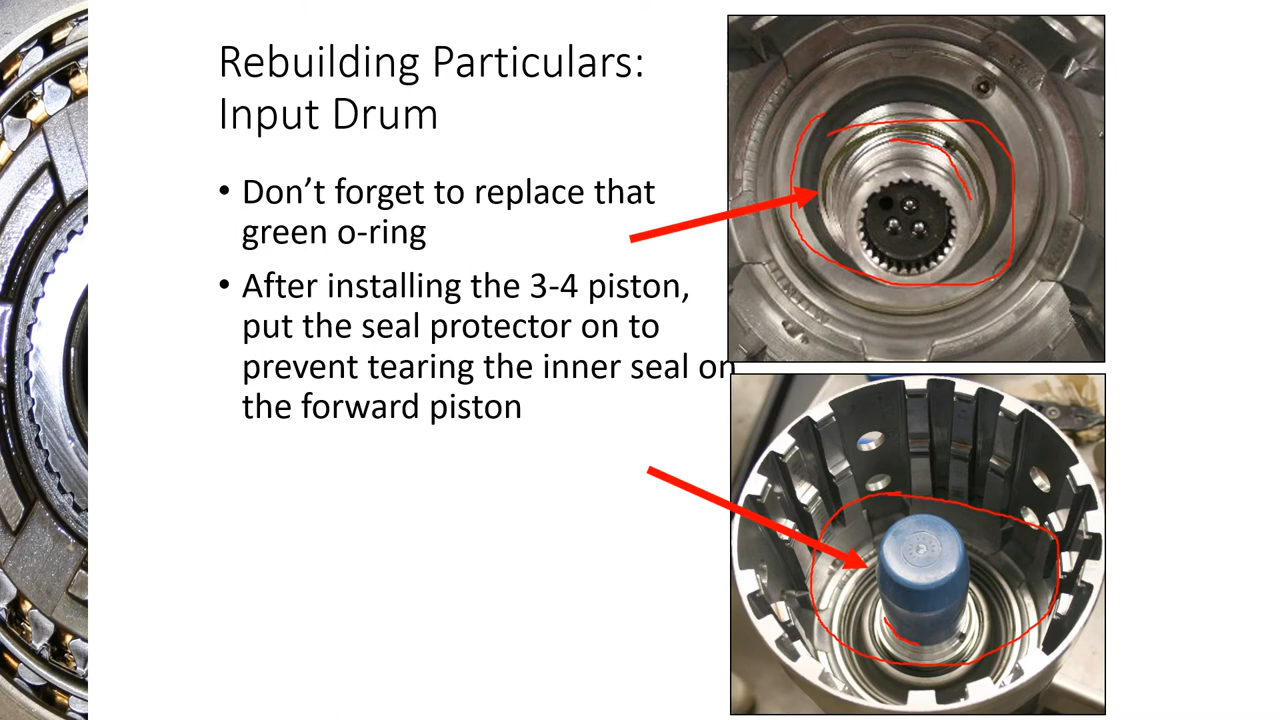 Rebuilding Particulars:
Input Drum
• Don’t forget to replace that
green o-ring
• After installing the 3-4 piston,
put the seal protector on to
prevent tearing the inner seal on
the forward piston